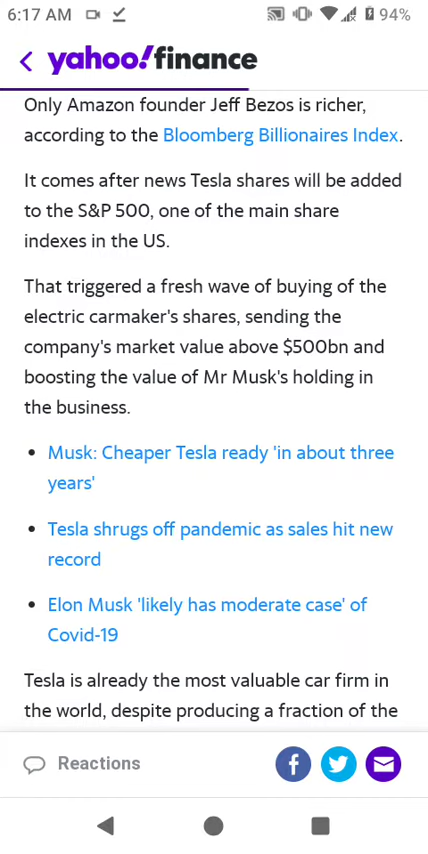 6:17 AM 94%
yahoo!finance
Only Amazon founder Jeff Bezos is richer,
according to the Bloomberg Billionaires Index.
It comes after news Tesla shares will be added
to the S&P 500, one of the main share
indexes in the US.
That triggered a fresh wave of buying of the
electric carmaker's shares, sending the
company's market value above $500bn and
boosting the value of Mr Musk's holding in
the business.
• Musk: Cheaper Tesla ready 'in about three
years'
• Tesla shrugs off pandemic as sales hit new
record
• Elon Musk 'likely has moderate case' of
Covid-19
Tesla is already the most valuable car firm in
the world, despite producing a fraction of the
Reactions